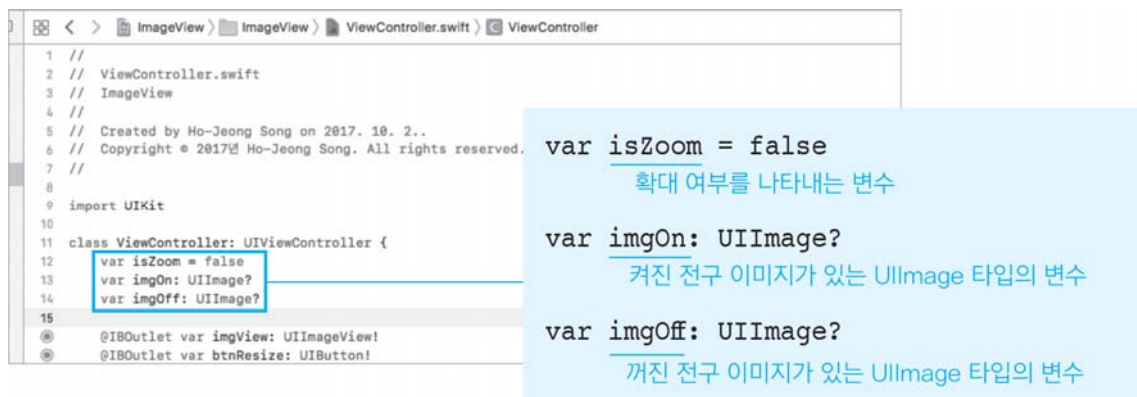 ImageView 〉 ImageView 〉 ViewController.swift 〉 C ViewController
1 //
2 // ViewController.swift
3 // ImageView
4 //
5 // Created by Ho-Jeong Song on 2017. 10. 2..
6 // Copyright © 2017년 Ho-Jeong Song. All rights reserved.
7 //
8
9 import UIKit
10
11 class ViewController: UIViewController {
12 var isZoom = false
13 var imgOn: UIImage?
14 var imgOff: UIImage?
15
@IBOutlet var imgView: UIImageView!
@IBOutlet var btnResize: UIButton!
var isZoom = false
확대 여부를 나타내는 변수
var imgOn: UIImage?
켜진 전구 이미지가 있는 UIImage 타입의 변수
var imgOff: UIImage?
꺼진 전구 이미지가 있는 UIImage 타입의 변수